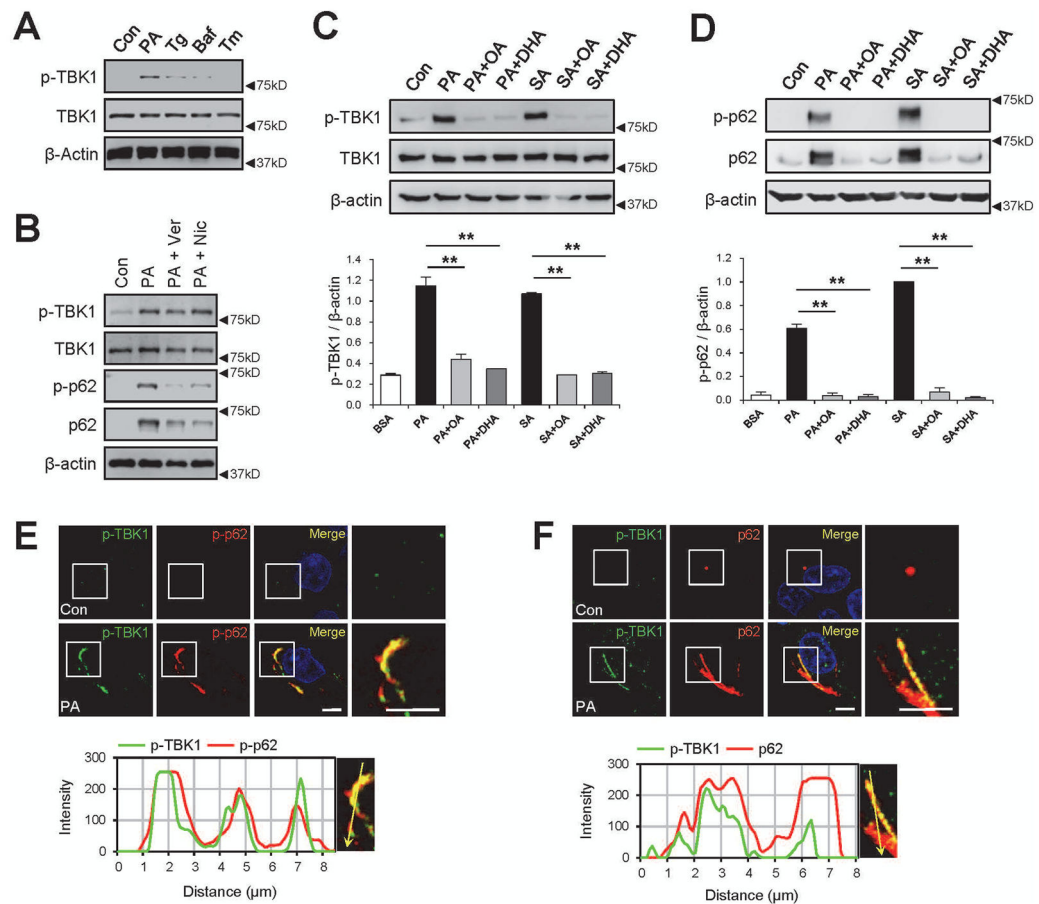 A
Con PA Tg Baf Tm
p-TBK1
◄75kD
TBK1
◄75kD
β-Actin
◄37kD
B
Con PA PA + Ver PA + Nic
p-TBK1
◄75kD
TBK1
◄75kD
p-p62
◄75kD
p62
◄75kD
β-actin
◄37kD
C
Con PA PA+OA PA+DHA SA SA+OA SA+DHA
p-TBK1
◄75kD
TBK1
◄75kD
β-actin
◄37kD
p-TBK1 / β-actin
1.4
1.2
1.0
0.8
0.6
0.4
0.2
0.0
**
**
**
**
BSA PA PA+OA PA+DHA SA SA+OA SA+DHA
D
Con PA PA+OA PA+DHA SA SA+OA SA+DHA
◄75kD
p-p62
◄75kD
p62
β-actin
◄37kD
p-p62 / β-actin
1.2
1.0
0.8
0.6
0.4
0.2
0.0
**
**
**
**
BSA PA PA+OA PA+DHA SA SA+OA SA+DHA
E
p-TBK1 p-p62 Merge
Con
p-TBK1 p-p62 Merge
PA
p-TBK1 p-p62
Intensity
300
200
100
0
0 1 2 3 4 5 6 7 8
Distance (μm)
F
p-TBK1 p62 Merge
Con
p-TBK1 p62 Merge
PA
p-TBK1 p62
Intensity
300
200
100
0
0 1 2 3 4 5 6 7 8
Distance (μm)